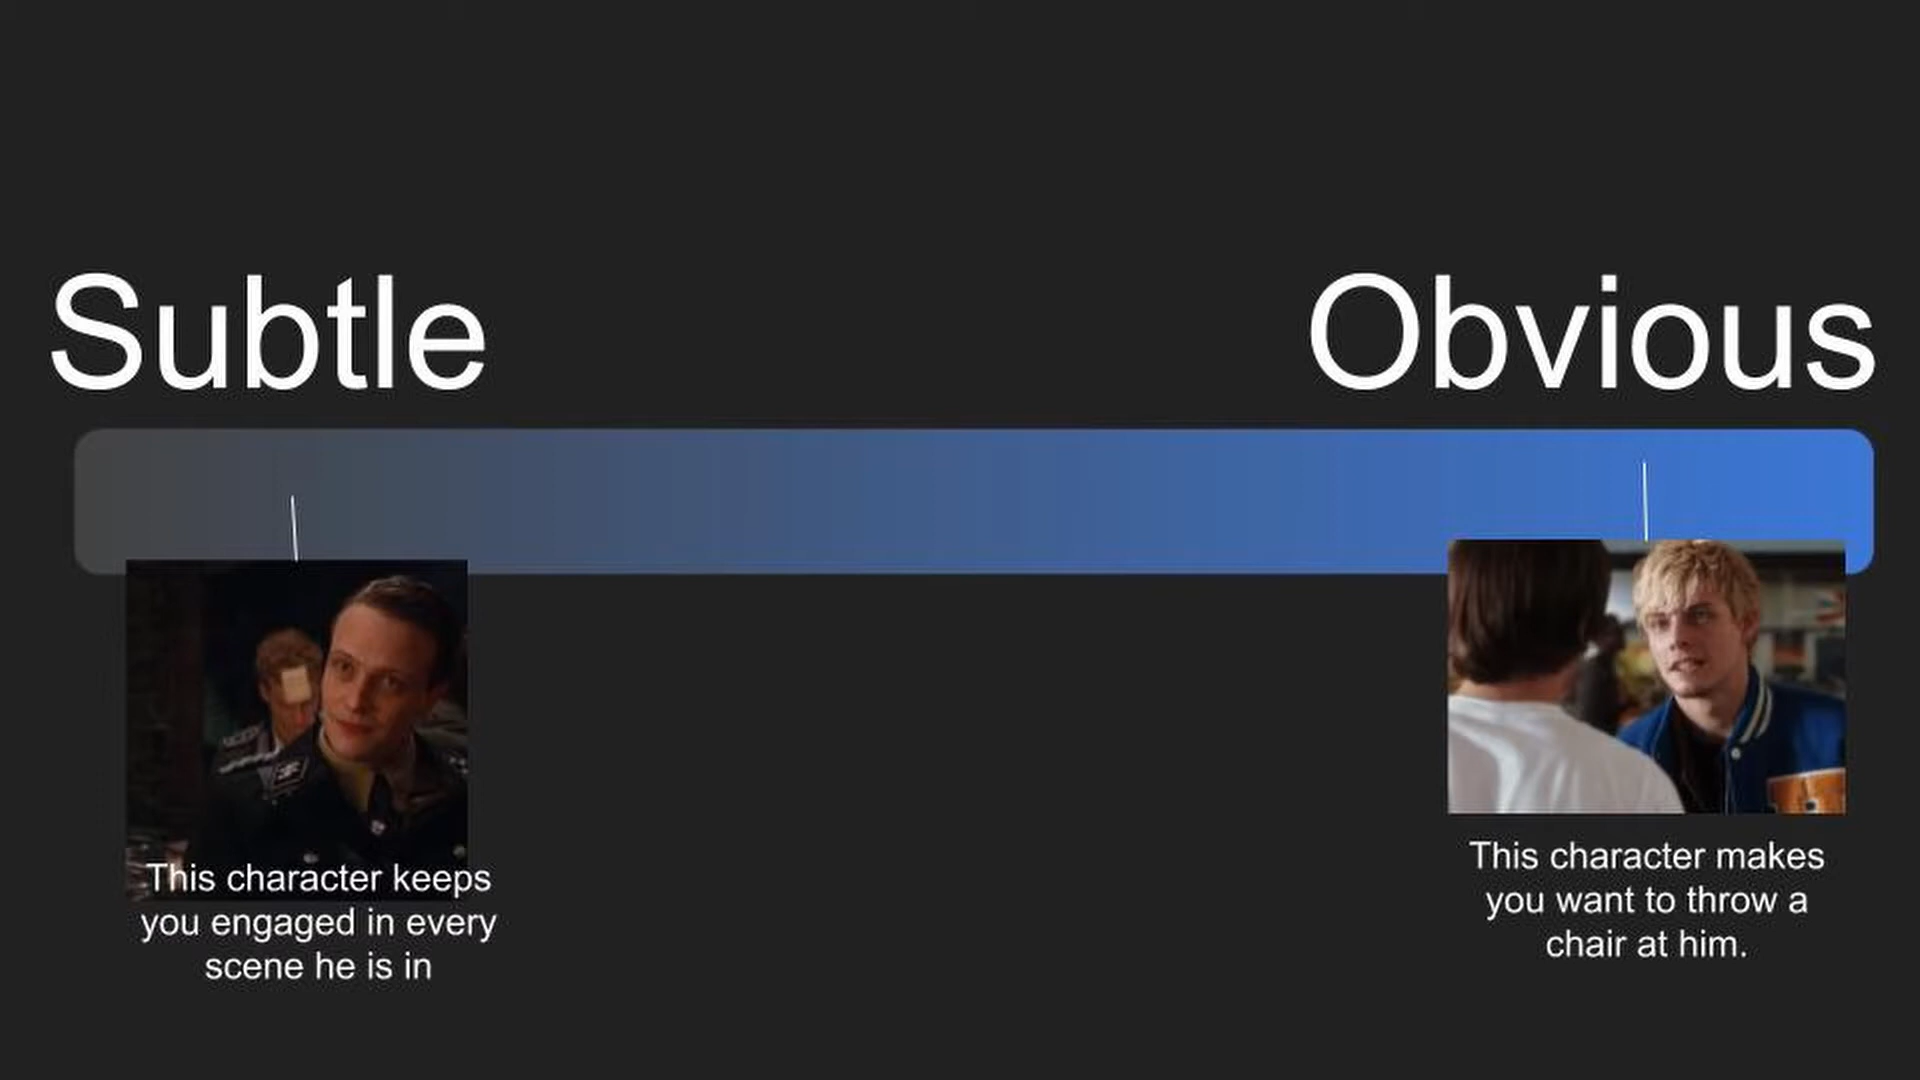 Subtle
Obvious
This character keeps
you engaged in every
scene he is in
This character makes
you want to throw a
chair at him.